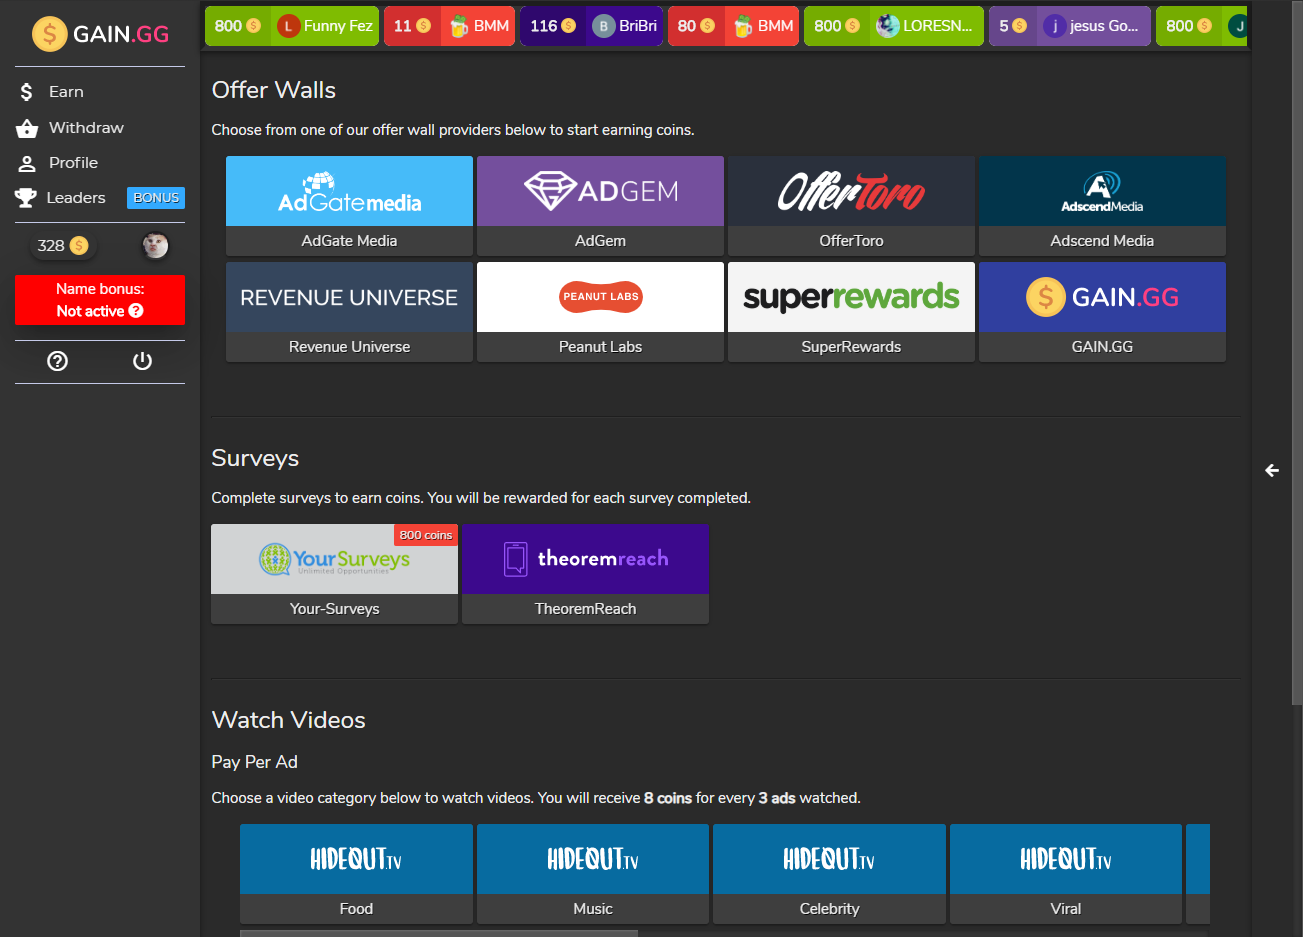 GAIN.GG
Earn
Withdraw
Profile
Leaders BONUS
328
Name bonus:
Not active
800 L Funny Fez
11 BMM
116 B BriBri
80 BMM
800 LORESN...
5 j jesus Go...
800 J
Offer Walls
Choose from one of our offer wall providers below to start earning coins.
AdGatemedia
AdGate Media
ADGEM
AdGem
OfferToro
OfferToro
AdscendMedia
Adscend Media
REVENUE UNIVERSE
Revenue Universe
PEANUT LABS
Peanut Labs
superrewards
SuperRewards
GAIN.GG
GAIN.GG
Surveys
Complete surveys to earn coins. You will be rewarded for each survey completed.
800 coins
YourSurveys
Unlimited Opportunities
Your-Surveys
theoremreach
TheoremReach
Watch Videos
Pay Per Ad
Choose a video category below to watch videos. You will receive 8 coins for every 3 ads watched.
HIDEOUT.TV
Food
HIDEOUT.TV
Music
HIDEOUT.TV
Celebrity
HIDEOUT.TV
Viral